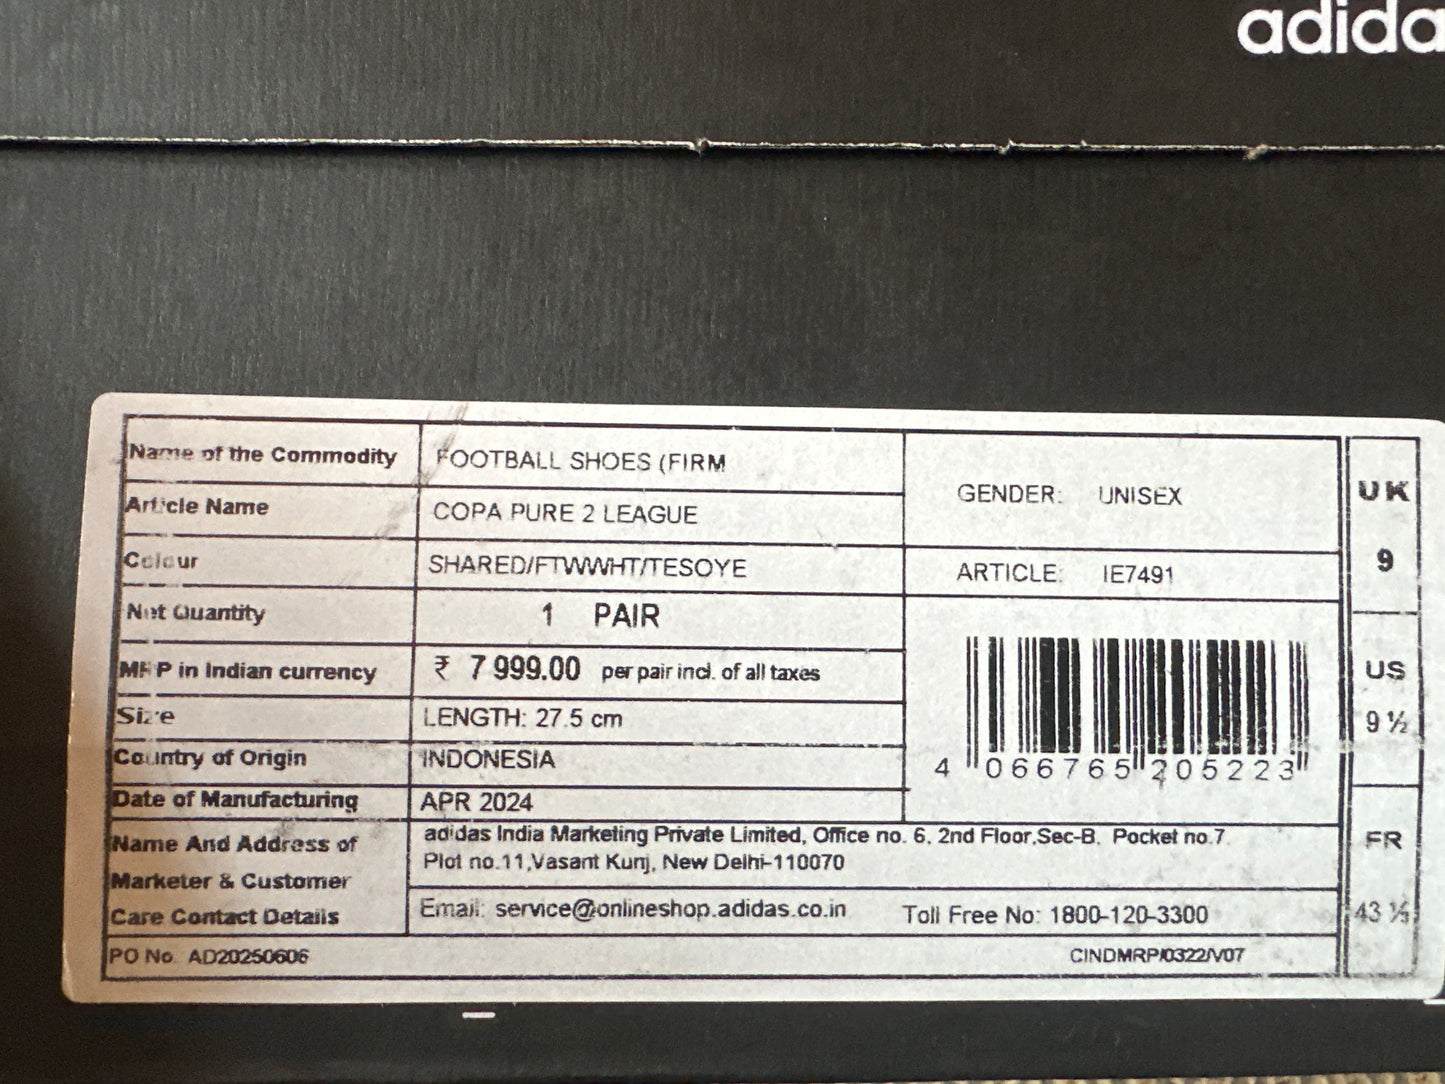 adidas
Name of the Commodity FOOTBALL SHOES (FIRM
Article Name COPA PURE 2 LEAGUE
Colour SHARED/FTWWHT/TESOYE
Net Quantity 1 PAIR
MRP in Indian currency ₹ 7 999.00 per pair incl. of all taxes
Size LENGTH: 27.5 cm
Country of Origin INDONESIA
Date of Manufacturing APR 2024
GENDER: UNISEX
ARTICLE: IE7491
4 066765 205223
Name And Address of
Marketer & Customer
Care Contact Details
adidas India Marketing Private Limited, Office no. 6, 2nd Floor,Sec-B, Pocket no.7,
Plot no.11,Vasant Kunj, New Delhi-110070
Email: service@onlineshop.adidas.co.in Toll Free No: 1800-120-3300
PO No. AD20250606 CINDMRP/0322/V07
UK
9
US
9 ½
FR
43 ⅓